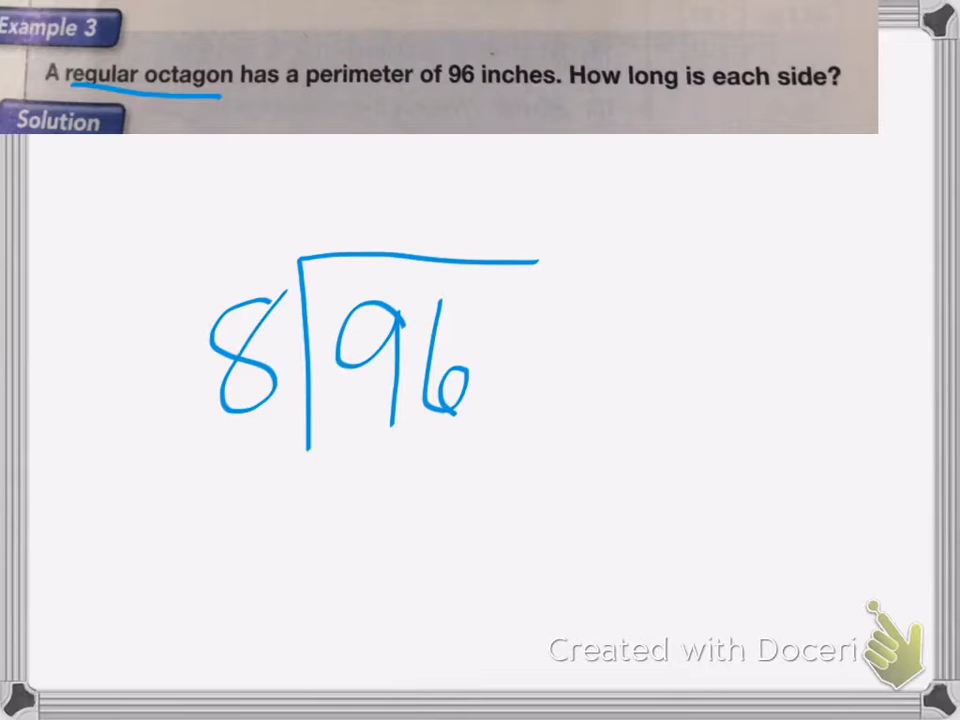 Example 3
A regular octagon has a perimeter of 96 inches. How long is each side?
Solution
8 96
Created with Doceri